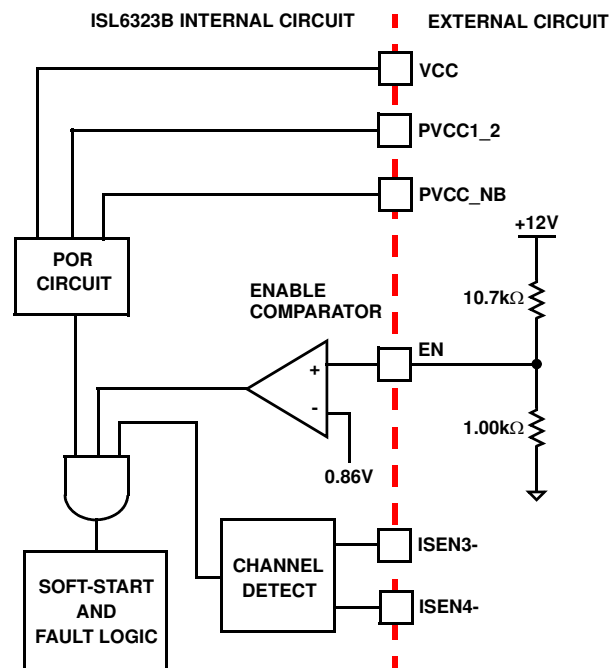 ISL6323B INTERNAL CIRCUIT
EXTERNAL CIRCUIT
VCC
PVCC1_2
PVCC_NB
+12V
POR
CIRCUIT
10.7kΩ
ENABLE
COMPARATOR
EN
+
-
1.00kΩ
0.86V
ISEN3-
CHANNEL
DETECT
ISEN4-
SOFT-START
AND
FAULT LOGIC